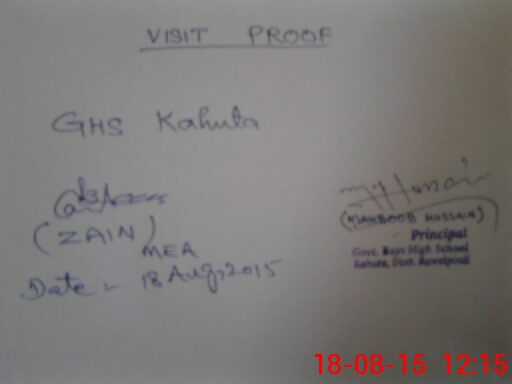 VISIT PROOF
GHS Kahuta
(ZAIN)
MEA
Date :- 18 Aug, 2015
(MAHBOOB HUSSAIN)
Principal
Govt. Boys High School
Kahuta, Distt. Rawalpindi
18-08-15 12:15